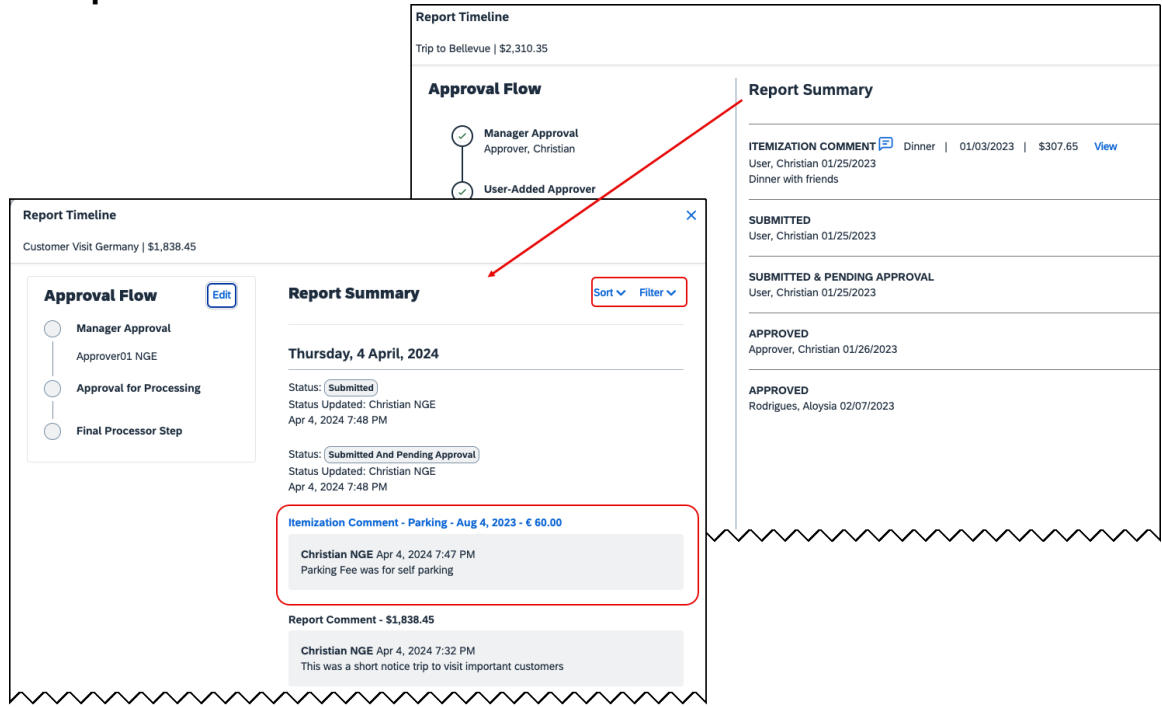 Report Timeline
Trip to Bellevue | $2,310.35
Approval Flow
Manager Approval
Approver, Christian
User-Added Approver
Report Summary
ITEMIZATION COMMENT Dinner | 01/03/2023 | $307.65 View
User, Christian 01/25/2023
Dinner with friends
SUBMITTED
User, Christian 01/25/2023
SUBMITTED & PENDING APPROVAL
User, Christian 01/25/2023
APPROVED
Approver, Christian 01/26/2023
APPROVED
Rodrigues, Aloysia 02/07/2023
Report Timeline
Customer Visit Germany | $1,838.45
Approval Flow Edit
Manager Approval
Approver01 NGE
Approval for Processing
Final Processor Step
Report Summary Sort Filter
Thursday, 4 April, 2024
Status: Submitted
Status Updated: Christian NGE
Apr 4, 2024 7:48 PM
Status: Submitted And Pending Approval
Status Updated: Christian NGE
Apr 4, 2024 7:48 PM
Itemization Comment - Parking - Aug 4, 2023 - € 60.00
Christian NGE Apr 4, 2024 7:47 PM
Parking Fee was for self parking
Report Comment - $1,838.45
Christian NGE Apr 4, 2024 7:32 PM
This was a short notice trip to visit important customers